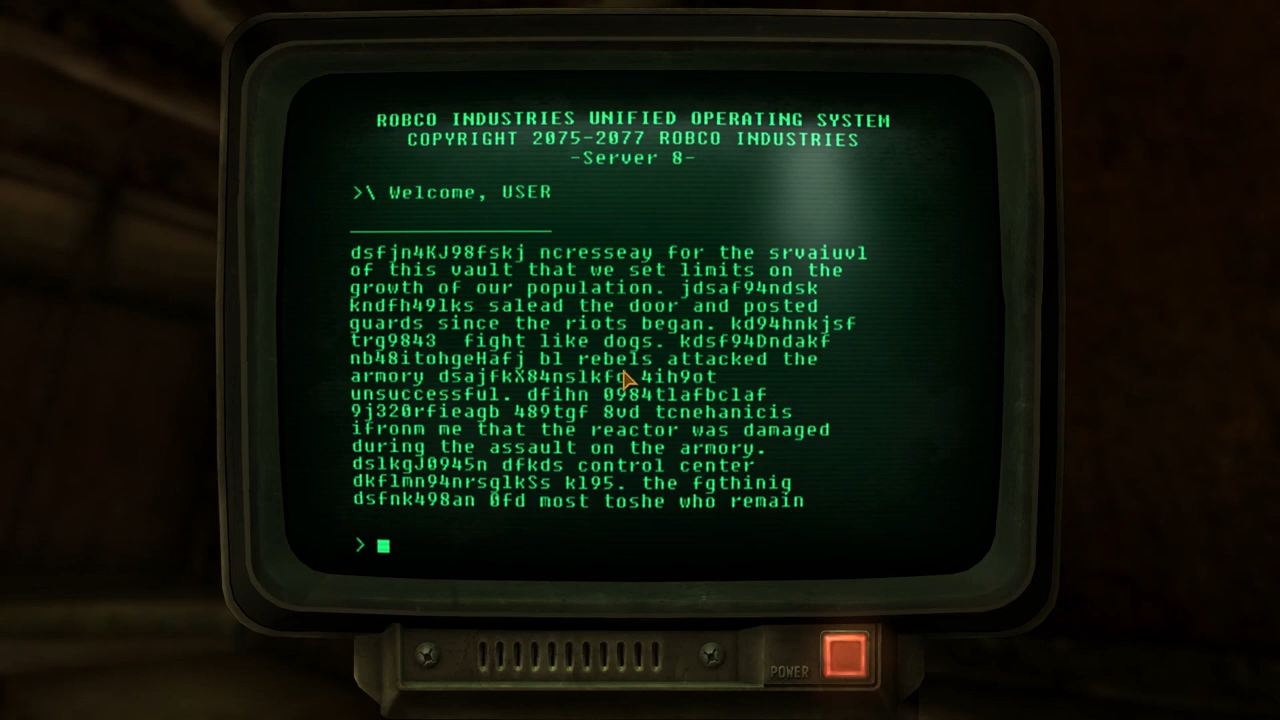 ROBCO INDUSTRIES UNIFIED OPERATING SYSTEM
COPYRIGHT 2075-2077 ROBCO INDUSTRIES
-Server 8-
>\ Welcome, USER
dsfjn4KJ98fskj ncresseay for the srvaiuvl
of this vault that we set limits on the
growth of our population. jdsaf94ndsk
kndfh49lks salead the door and posted
guards since the riots began. kd94hnkjsf
trg9843  fight like dogs. kdsf94Dndakf
nb48itohgeHafj bl rebels attacked the
armory 4ih9ot
unsuccessful. dfihn 0984tlafbclaf
9j320rfieagb 489tgf 8vd tcnehanicis
ifronm me that the reactor was damaged
during the assault on the armory.
dslkgJ0945n dfkds control center
dkflmn94nrsglkSs kl95. the fgthinig
dsfnk498an 0fd most toshe who remain
>
POWER